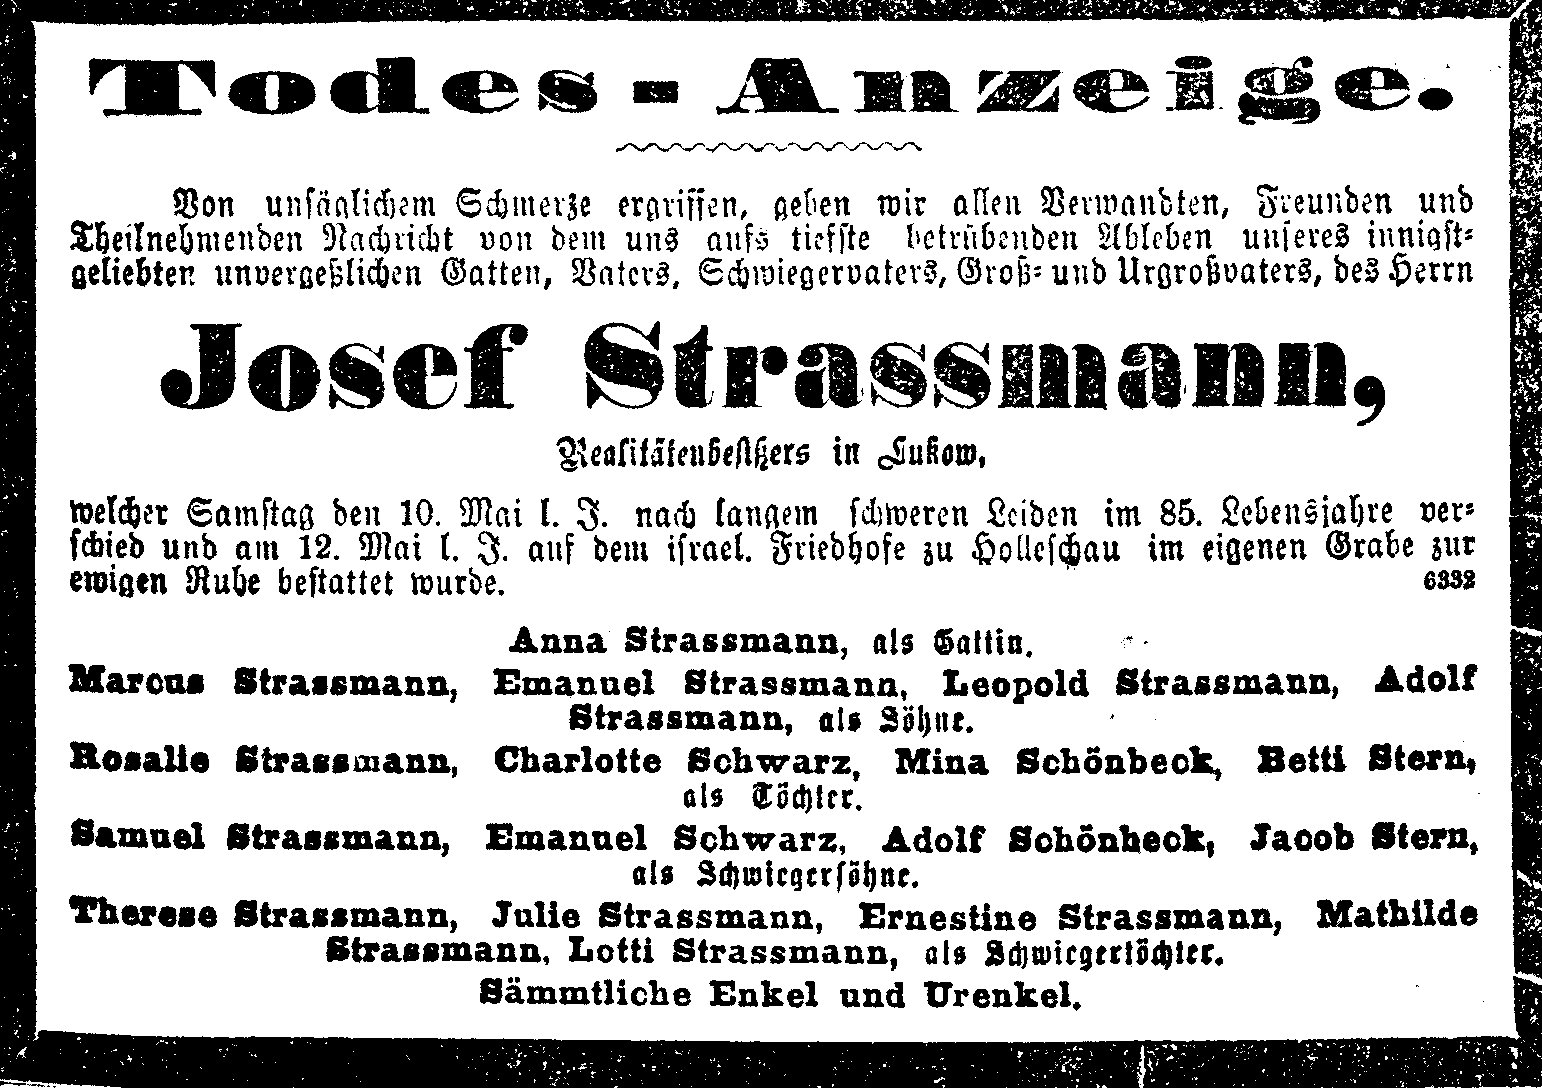 Todes-Anzeige.
Von unsäglichem Schmerze ergriffen, geben wir allen Verwandten, Freunden und
Theilnehmenden Nachricht von dem uns aufs tiefste betrübenden Ableben unseres innigst-
geliebten unvergeßlichen Gatten, Vaters, Schwiegervaters, Groß- und Urgroßvaters, des Herrn
Josef Strassmann,
Realitätenbesitzers in Lukow,
welcher Samstag den 10. Mai l. J. nach langem schweren Leiden im 85. Lebensjahre ver-
schied und am 12. Mai l. J. auf dem israel. Friedhofe zu Holleschau im eigenen Grabe zur
ewigen Ruhe bestattet wurde. 6332
Anna Strassmann, als Gattin.
Marcus Strassmann, Emanuel Strassmann, Leopold Strassmann, Adolf
Strassmann, als Söhne.
Rosalie Strassmann, Charlotte Schwarz, Mina Schönbeck, Betti Stern,
als Töchter.
Samuel Strassmann, Emanuel Schwarz, Adolf Schönbeck, Jacob Stern,
als Schwiegersöhne.
Therese Strassmann, Julie Strassmann, Ernestine Strassmann, Mathilde
Strassmann, Lotti Strassmann, als Schwiegertöchter.
Sämmtliche Enkel und Urenkel.